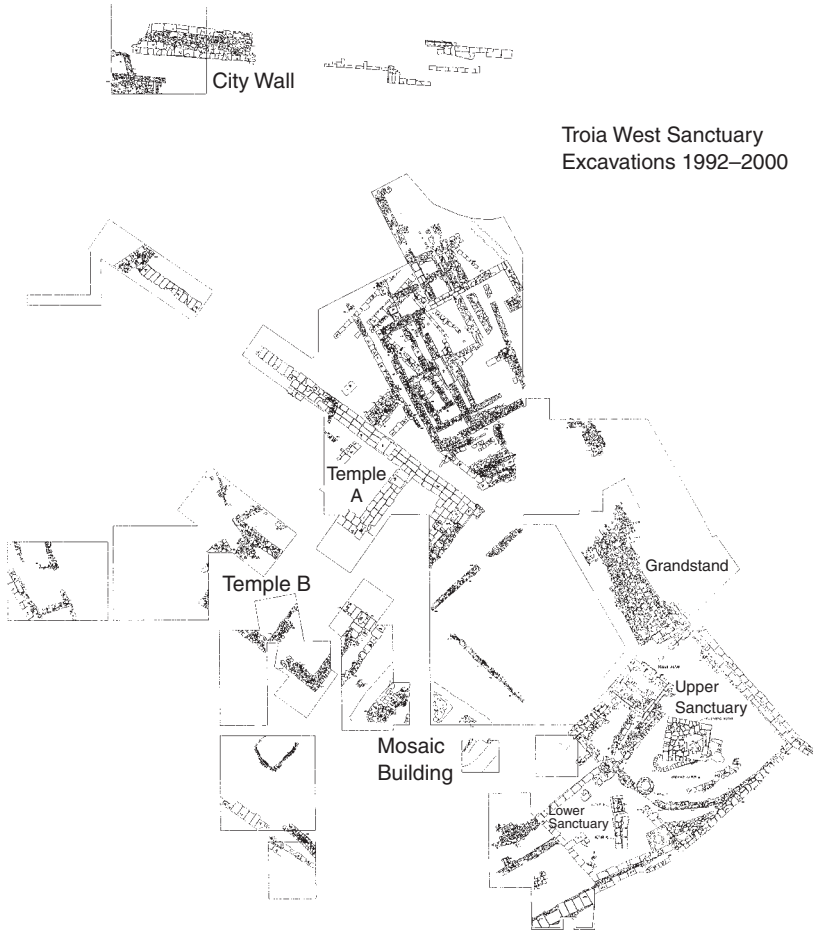 City Wall
Troia West Sanctuary
Excavations 1992–2000
Temple
A
Grandstand
Temple B
Upper
Sanctuary
Mosaic
Building
Lower
Sanctuary